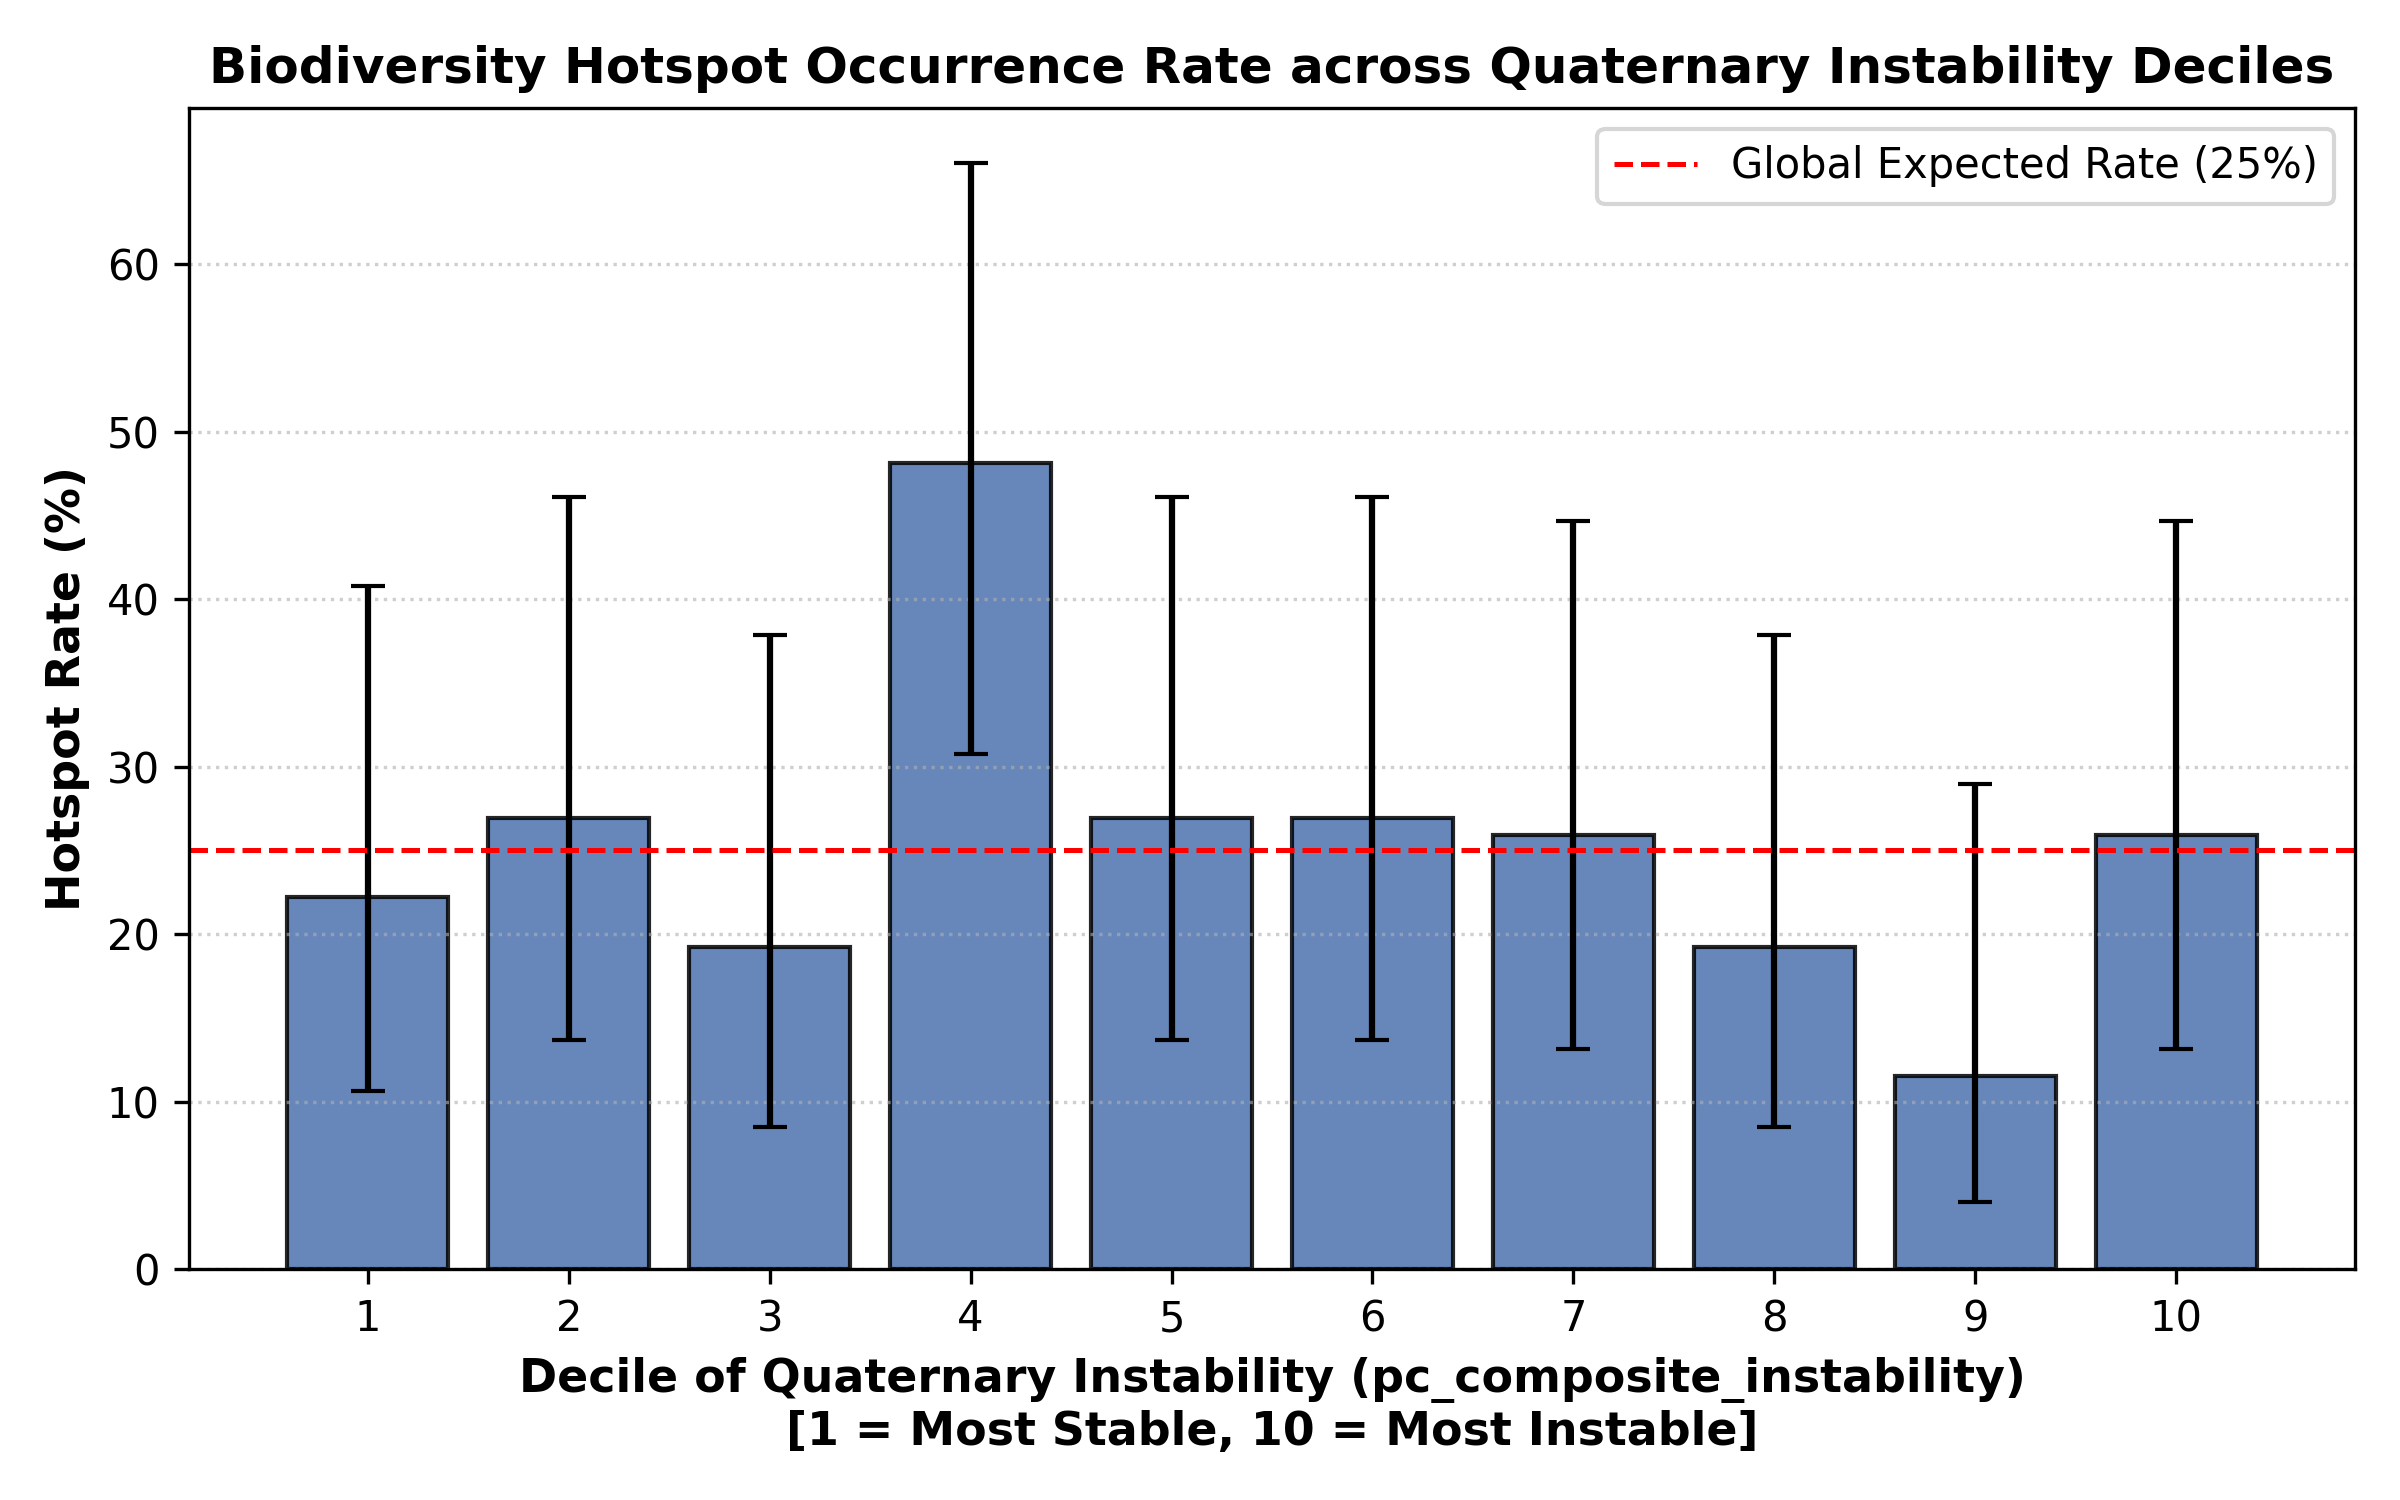 Biodiversity Hotspot Occurrence Rate across Quaternary Instability Deciles
Global Expected Rate (25%)
Hotspot Rate (%)
60
50
40
30
20
10
0
1 2 3 4 5 6 7 8 9 10
Decile of Quaternary Instability (pc_composite_instability)
[1 = Most Stable, 10 = Most Instable]